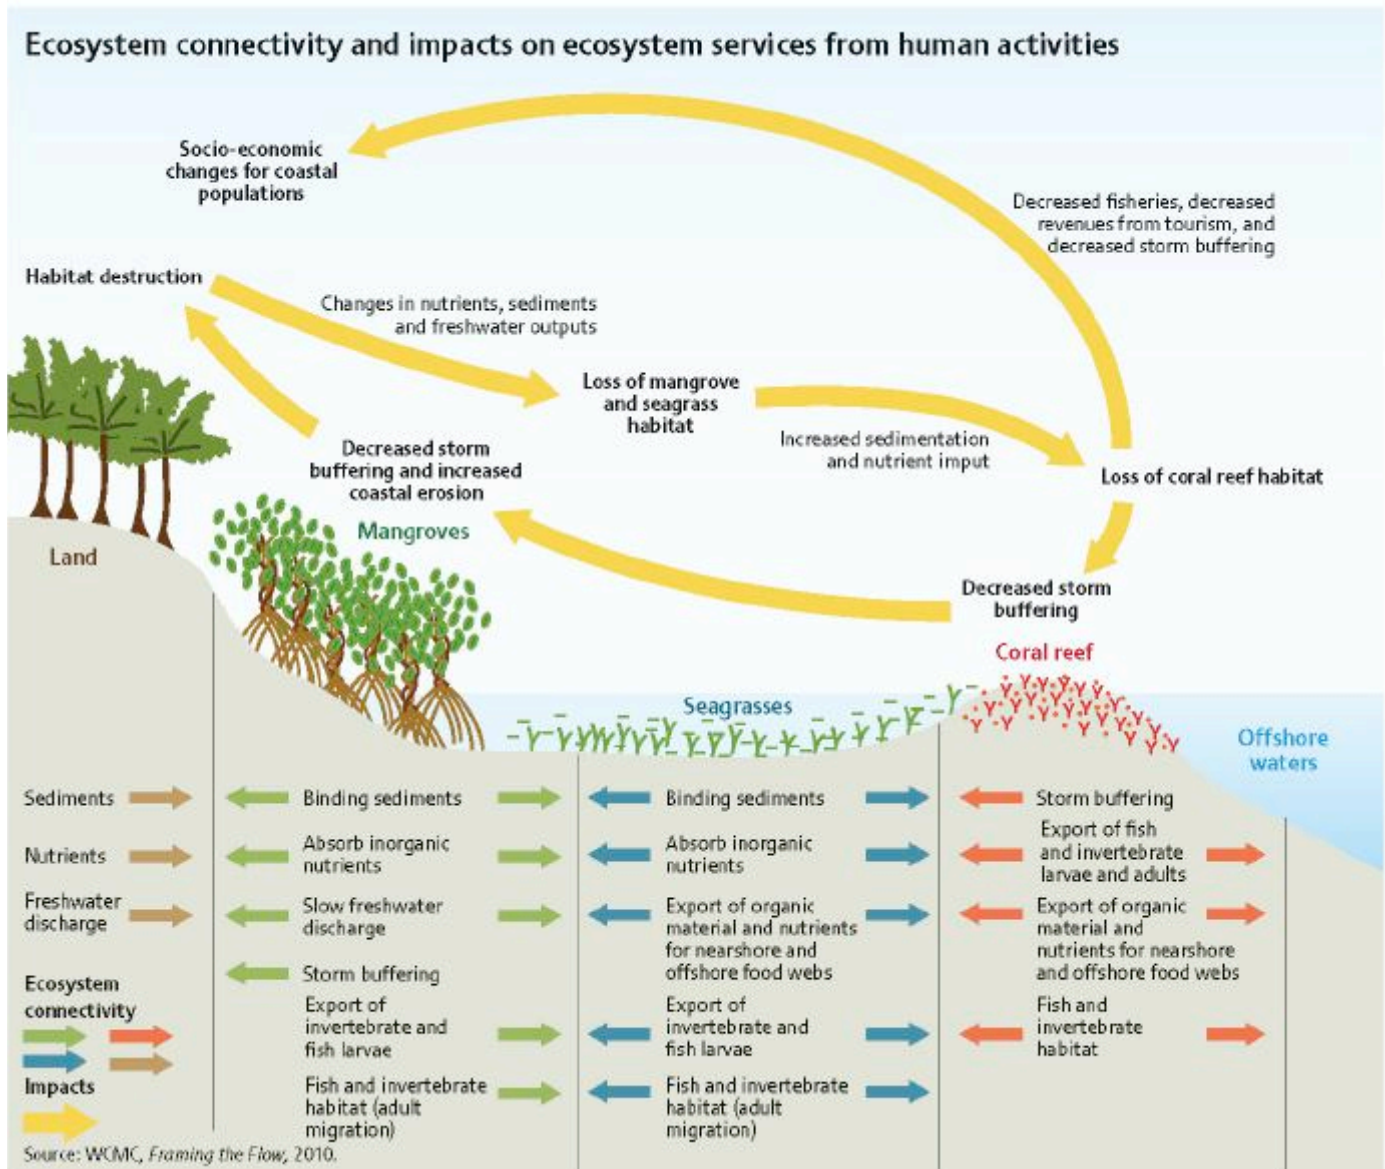 Ecosystem connectivity and impacts on ecosystem services from human activities
Socio-economic
changes for coastal
populations
Decreased fisheries, decreased
revenues from tourism, and
decreased storm buffering
Habitat destruction
Changes in nutrients, sediments
and freshwater outputs
Loss of mangrove
and seagrass
habitat
Increased sedimentation
and nutrient imput
Loss of coral reef habitat
Decreased storm
buffering and increased
coastal erosion
Mangroves
Land
Decreased storm
buffering
Coral reef
Seagrasses
Offshore
waters
Sediments
Nutrients
Freshwater
discharge
Binding sediments
Absorb inorganic
nutrients
Slow freshwater
discharge
Storm buffering
Export of
invertebrate and
fish larvae
Fish and invertebrate
habitat (adult
migration)
Binding sediments
Absorb inorganic
nutrients
Export of organic
material and nutrients
for nearshore and
offshore food webs
Export of
invertebrate and
fish larvae
Fish and invertebrate
habitat (adult
migration)
Storm buffering
Export of fish
and invertebrate
larvae and adults
Export of organic
material and
nutrients for nearshore
and offshore food webs
Fish and
invertebrate
habitat
Ecosystem
connectivity
Impacts
Source: WCMC, Framing the Flow, 2010.